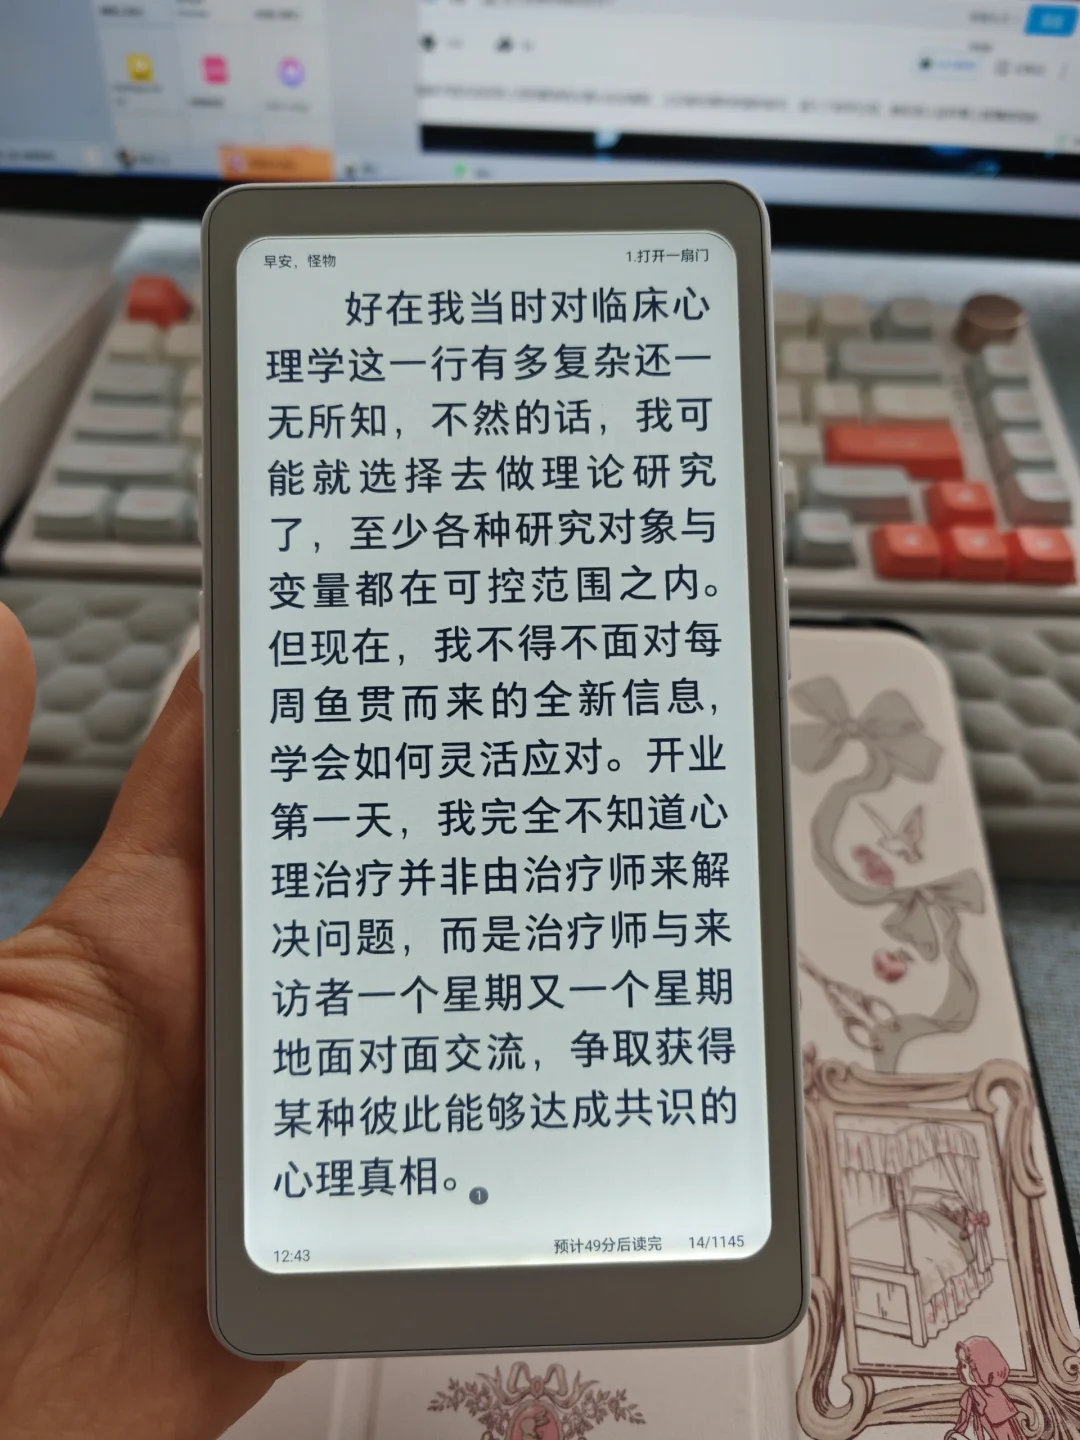 早安，怪物
1.打开一扇门
好在我当时对临床心
理学这一行有多复杂还一
无所知，不然的话，我可
能就选择去做理论研究
了，至少各种研究对象与
变量都在可控范围之内。
但现在，我不得不面对每
周鱼贯而来的全新信息，
学会如何灵活应对。开业
第一天，我完全不知道心
理治疗并非由治疗师来解
决问题，而是治疗师与来
访者一个星期又一个星期
地面对面交流，争取获得
某种彼此能够达成共识的
心理真相。1
12:43
预计49分后读完
14/1145